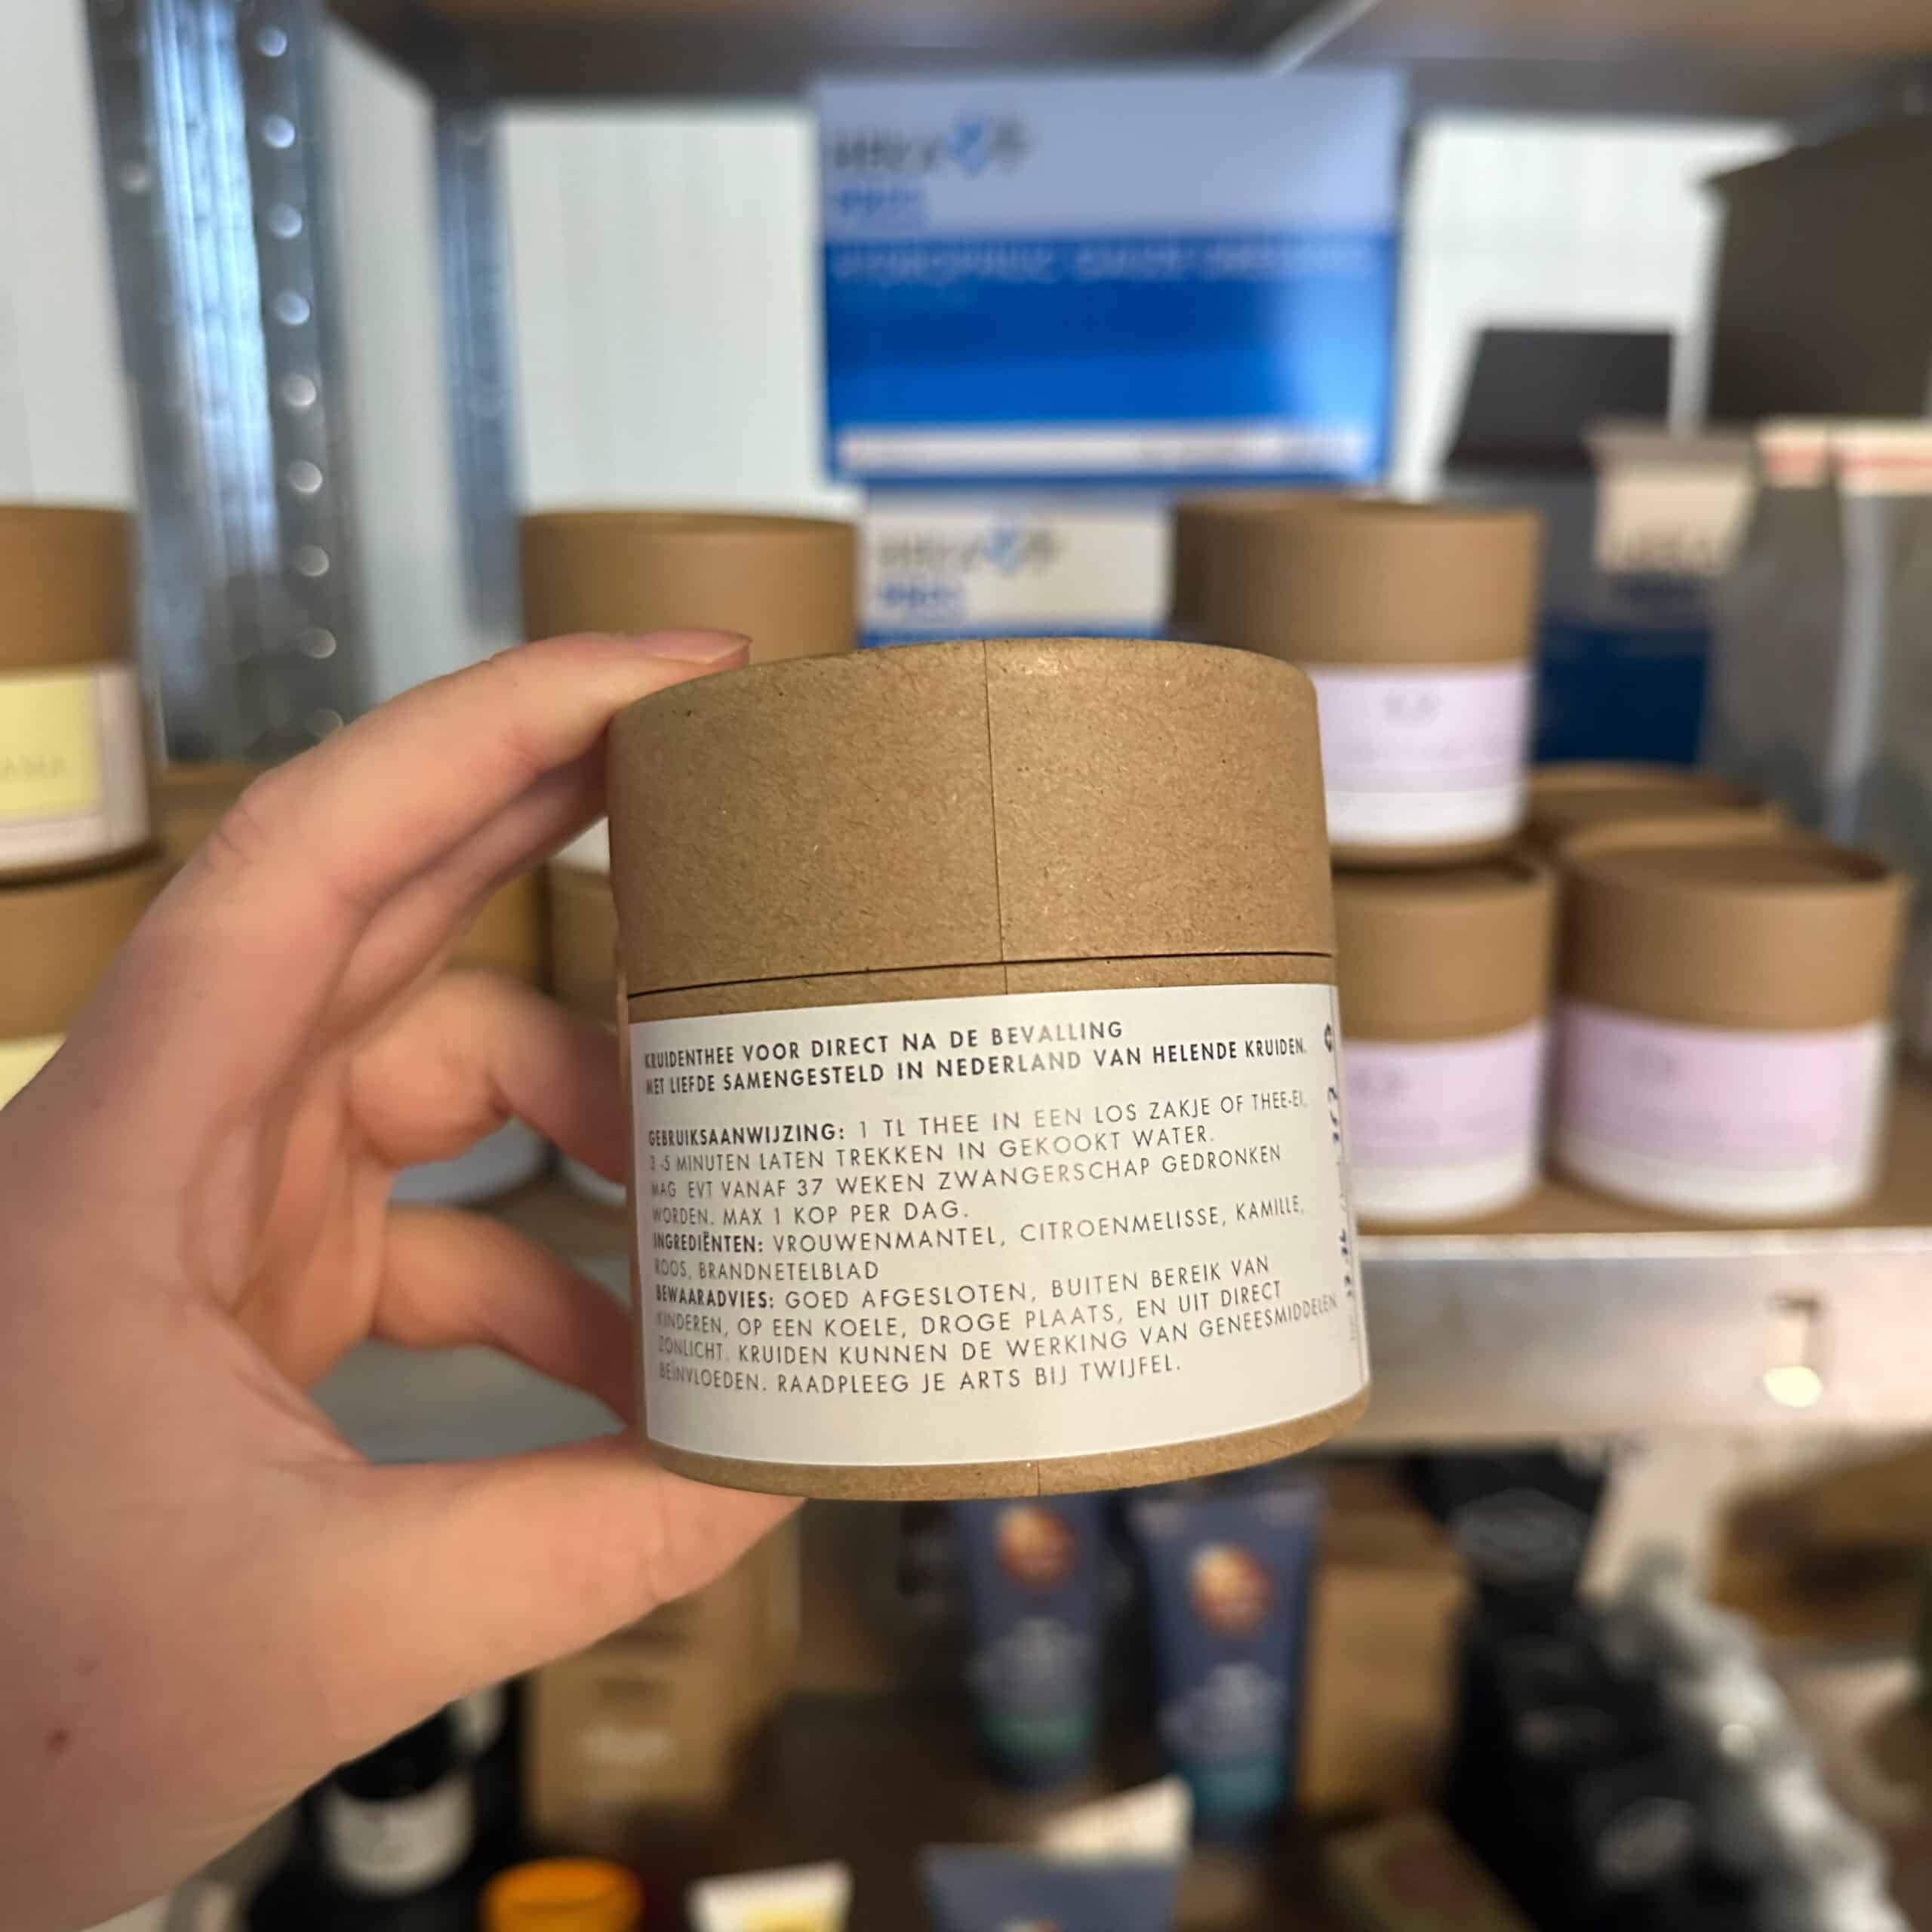 KRUIDENTHEE VOOR DIRECT NA DE BEVALLING
MET LIEFDE SAMENGESTELD IN NEDERLAND VAN HELENDE KRUIDEN.
GEBRUIKSAANWIJZING: 1 TL THEE IN EEN LOS ZAKJE OF THEE-EI,
3-5 MINUTEN LATEN TREKKEN IN GEKOOKT WATER.
MAG EVT VANAF 37 WEKEN ZWANGERSCHAP GEDRONKEN
WORDEN. MAX 1 KOP PER DAG.
INGREDIËNTEN: VROUWENMANTEL, CITROENMELISSE, KAMILLE,
ROOS, BRANDNETELBLAD
BEWAARADVIES: GOED AFGESLOTEN, BUITEN BEREIK VAN
KINDEREN, OP EEN KOELE, DROGE PLAATS, EN UIT DIRECT
ZONLICHT. KRUIDEN KUNNEN DE WERKING VAN GENEESMIDDELEN
BEÏNVLOEDEN. RAADPLEEG JE ARTS BIJ TWIJFEL.